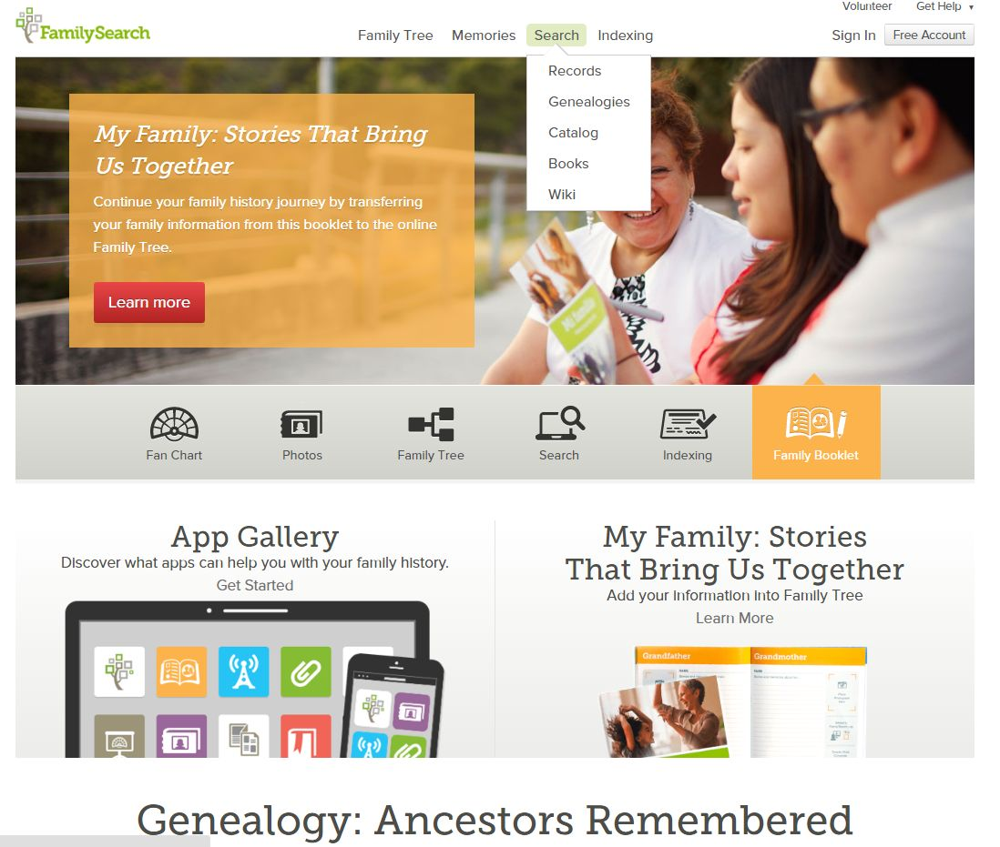 Volunteer Get Help
FamilySearch
Family Tree Memories Search Indexing
Sign In Free Account
Records
Genealogies
Catalog
Books
Wiki
My Family: Stories That Bring
Us Together
Continue your family history journey by transferring
your family information from this booklet to the online
Family Tree.
Learn more
My family
Fan Chart Photos Family Tree Search Indexing Family Booklet
App Gallery
Discover what apps can help you with your family history.
Get Started
My Family: Stories
That Bring Us Together
Add your information into Family Tree
Learn More
Grandfather Grandmother
NAME NAME
Genealogy: Ancestors Remembered